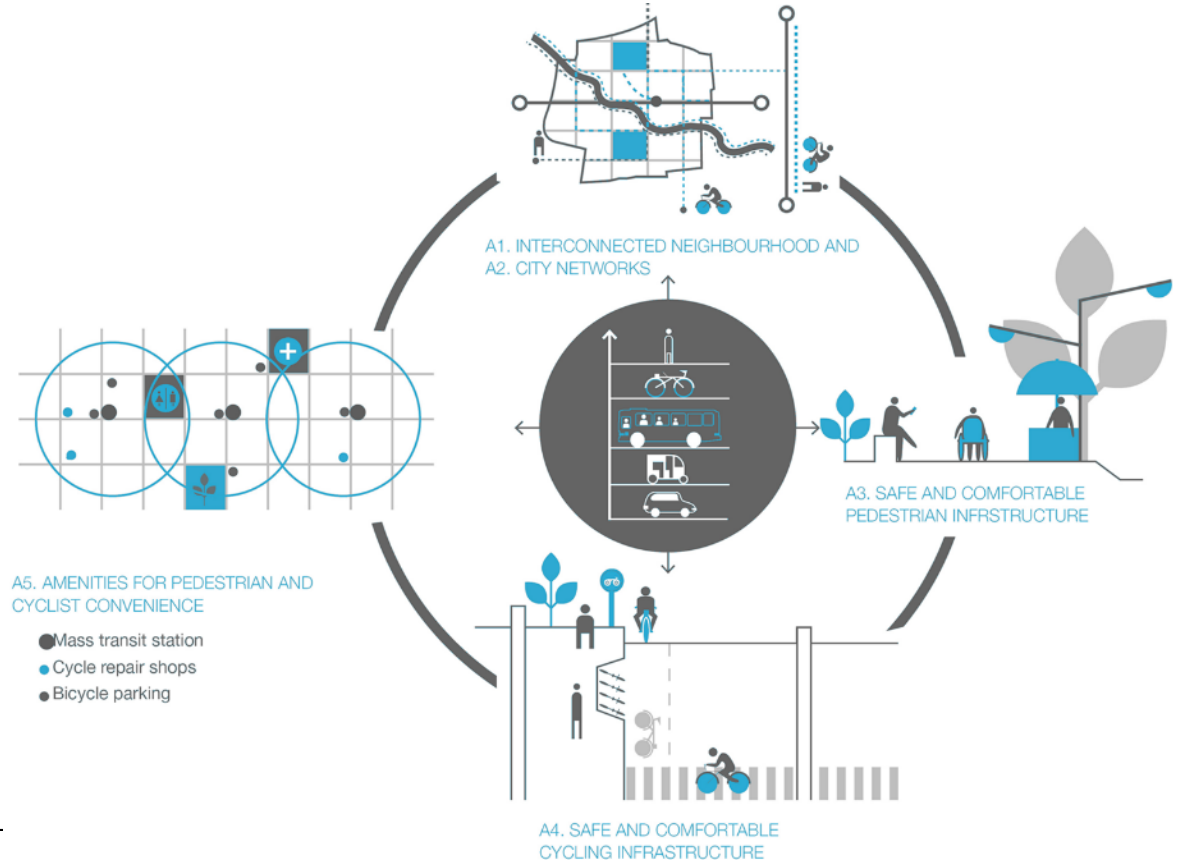 A1. INTERCONNECTED NEIGHBOURHOOD AND
A2. CITY NETWORKS
A3. SAFE AND COMFORTABLE
PEDESTRIAN INFRSTRUCTURE
A5. AMENITIES FOR PEDESTRIAN AND
CYCLIST CONVENIENCE
Mass transit station
Cycle repair shops
Bicycle parking
A4. SAFE AND COMFORTABLE
CYCLING INFRASTRUCTURE